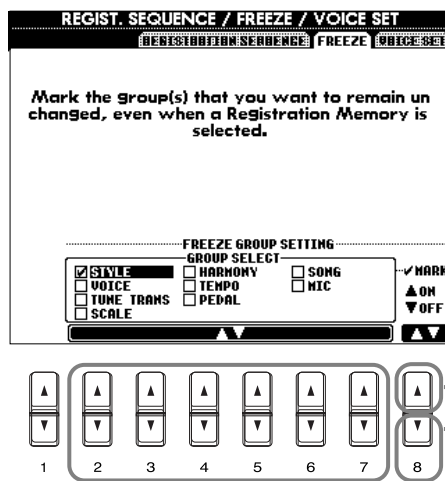 REGIST. SEQUENCE / FREEZE / VOICE SET
REGISTRATION SEQUENCE FREEZE VOICE SET
Mark the group(s) that you want to remain un
changed, even when a Registration Memory is
selected.
FREEZE GROUP SETTING
GROUP SELECT
STYLE HARMONY SONG
VOICE TEMPO MIC
TUNE TRANS PEDAL
SCALE
MARK
ON
OFF
1 2 3 4 5 6 7 8